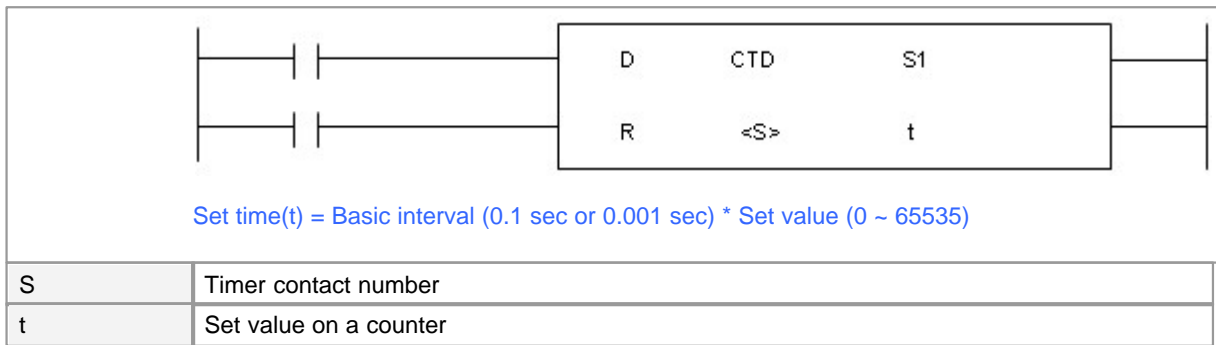 D CTD S1
R <S> t
Set time(t) = Basic interval (0.1 sec or 0.001 sec) * Set value (0 ~ 65535)
S Timer contact number
t Set value on a counter